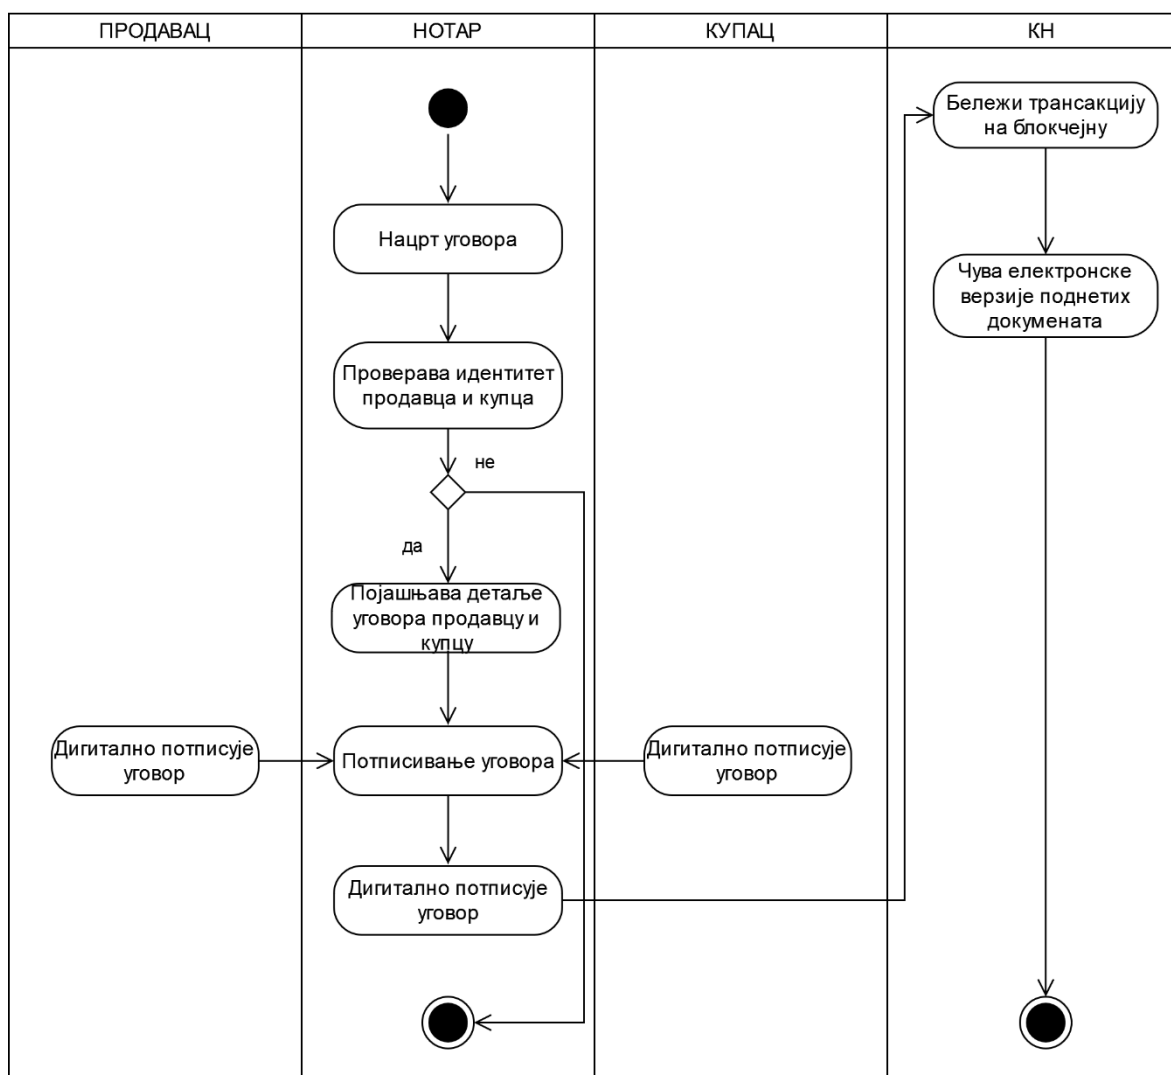 ПРОДАВАЦ
НОТАР
КУПАЦ
КН
Бележи трансакцију
на блокчејну
Нацрт уговора
Чува електронске
верзије поднетих
докумената
Проверава идентитет
продавца и купца
не
да
Појашњава детаље
уговора продавцу и
купцу
Дигитално потписује
уговор
Потписивање уговора
Дигитално потписује
уговор
Дигитално потписује
уговор